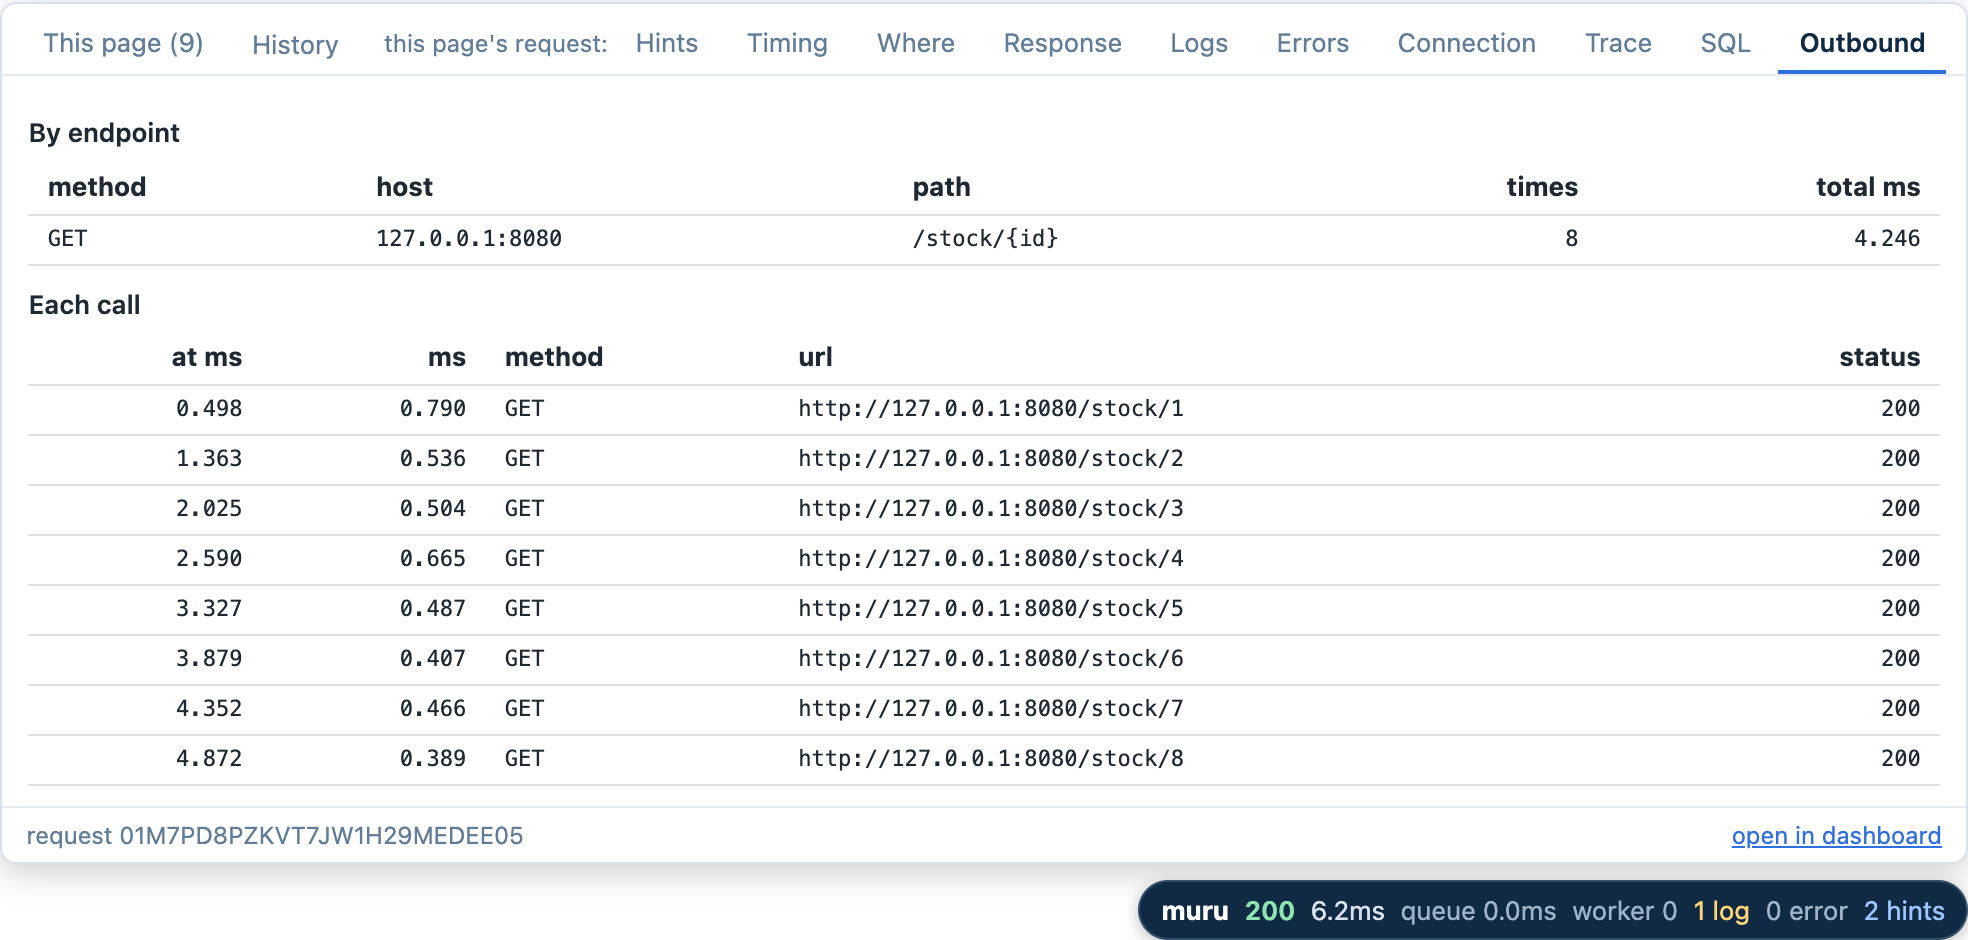 This page (9) History this page's request: Hints Timing Where Response Logs Errors Connection Trace SQL Outbound
By endpoint
method host path times total ms
GET 127.0.0.1:8080 /stock/{id} 8 4.246
Each call
at ms ms method url status
0.498 0.790 GET http://127.0.0.1:8080/stock/1 200
1.363 0.536 GET http://127.0.0.1:8080/stock/2 200
2.025 0.504 GET http://127.0.0.1:8080/stock/3 200
2.590 0.665 GET http://127.0.0.1:8080/stock/4 200
3.327 0.487 GET http://127.0.0.1:8080/stock/5 200
3.879 0.407 GET http://127.0.0.1:8080/stock/6 200
4.352 0.466 GET http://127.0.0.1:8080/stock/7 200
4.872 0.389 GET http://127.0.0.1:8080/stock/8 200
request 01M7PD8PZKVT7JW1H29MEDEE05 open in dashboard
muru 200 6.2ms queue 0.0ms worker 0 1 log 0 error 2 hints